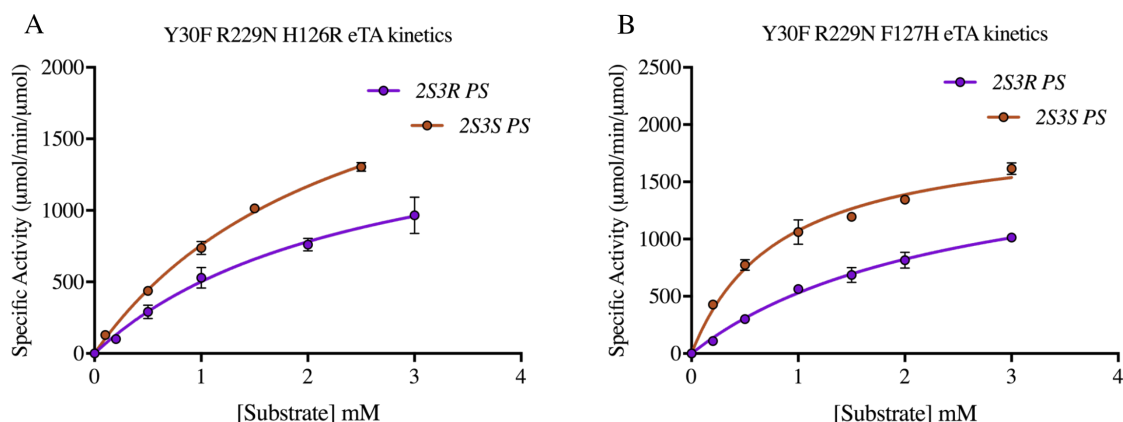 A
Y30F R229N H126R eTA kinetics
2000
1500
1000
500
0
0 1 2 3 4
Specific Activity (μmol/min/μmol)
[Substrate] mM
2S3R PS
2S3S PS
B
Y30F R229N F127H eTA kinetics
2500
2000
1500
1000
500
0
0 1 2 3 4
Specific Activity (μmol/min/μmol)
[Substrate] mM
2S3R PS
2S3S PS